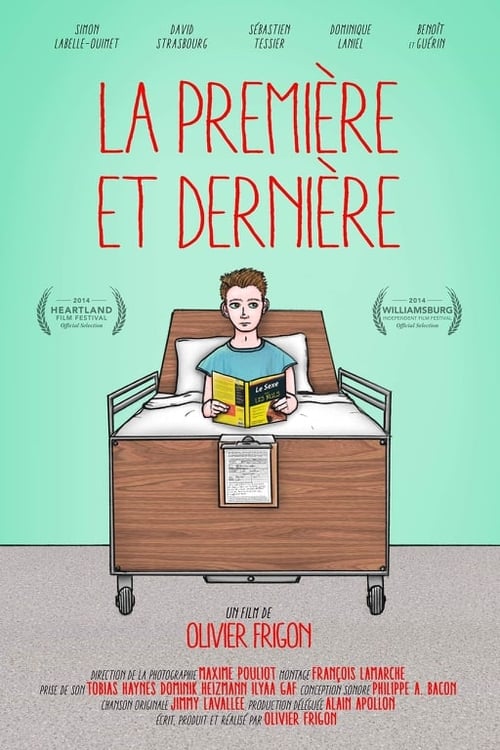 SIMON DAVID SÉBASTIEN DOMINIQUE BENOÎT
LABELLE-OUIMET STRASBOURG TESSIER LANIEL ET GUÉRIN
LA PREMIÈRE
ET DERNIÈRE
2014
HEARTLAND
FILM FESTIVAL
Official Selection
2014
WILLIAMSBURG
INDEPENDENT FILM FESTIVAL
Official Selection
Le Sexe
LES NULS
UN FILM DE
OLIVIER FRIGON
DIRECTION DE LA PHOTOGRAPHIE MAXIME POULIOT MONTAGE FRANÇOIS LAMARCHE
PRISE DE SON TOBIAS HAYNES DOMINIK HEIZMANN ILYAA GAF CONCEPTION SONORE PHILIPPE A. BACON
CHANSON ORIGINALE JIMMY LAVALLÉE PRODUCTION DÉLÉGUÉE ALAIN APOLLON
ÉCRIT, PRODUIT ET RÉALISÉ PAR OLIVIER FRIGON